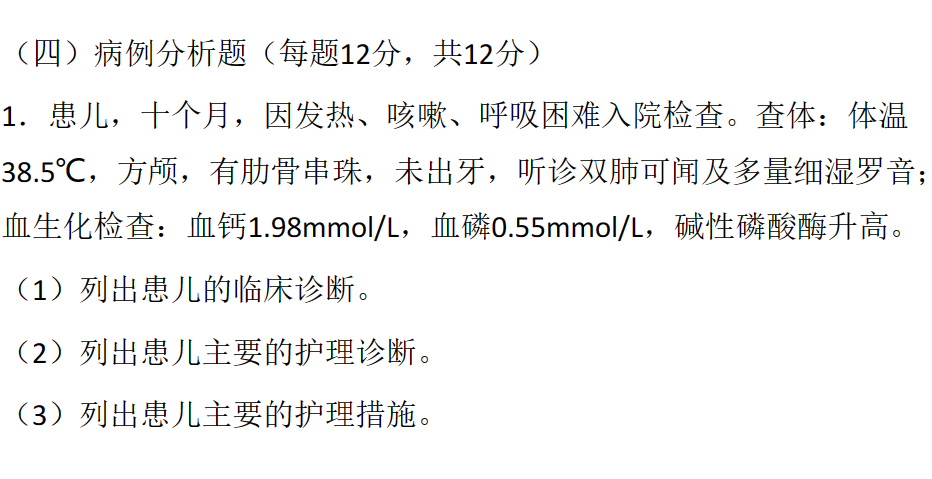 （四）病例分析题（每题12分，共12分）
1．患儿，十个月，因发热、咳嗽、呼吸困难入院检查。查体：体温
38.5℃，方颅，有肋骨串珠，未出牙，听诊双肺可闻及多量细湿罗音；
血生化检查：血钙1.98mmol/L，血磷0.55mmol/L，碱性磷酸酶升高。
（1）列出患儿的临床诊断。
（2）列出患儿主要的护理诊断。
（3）列出患儿主要的护理措施。